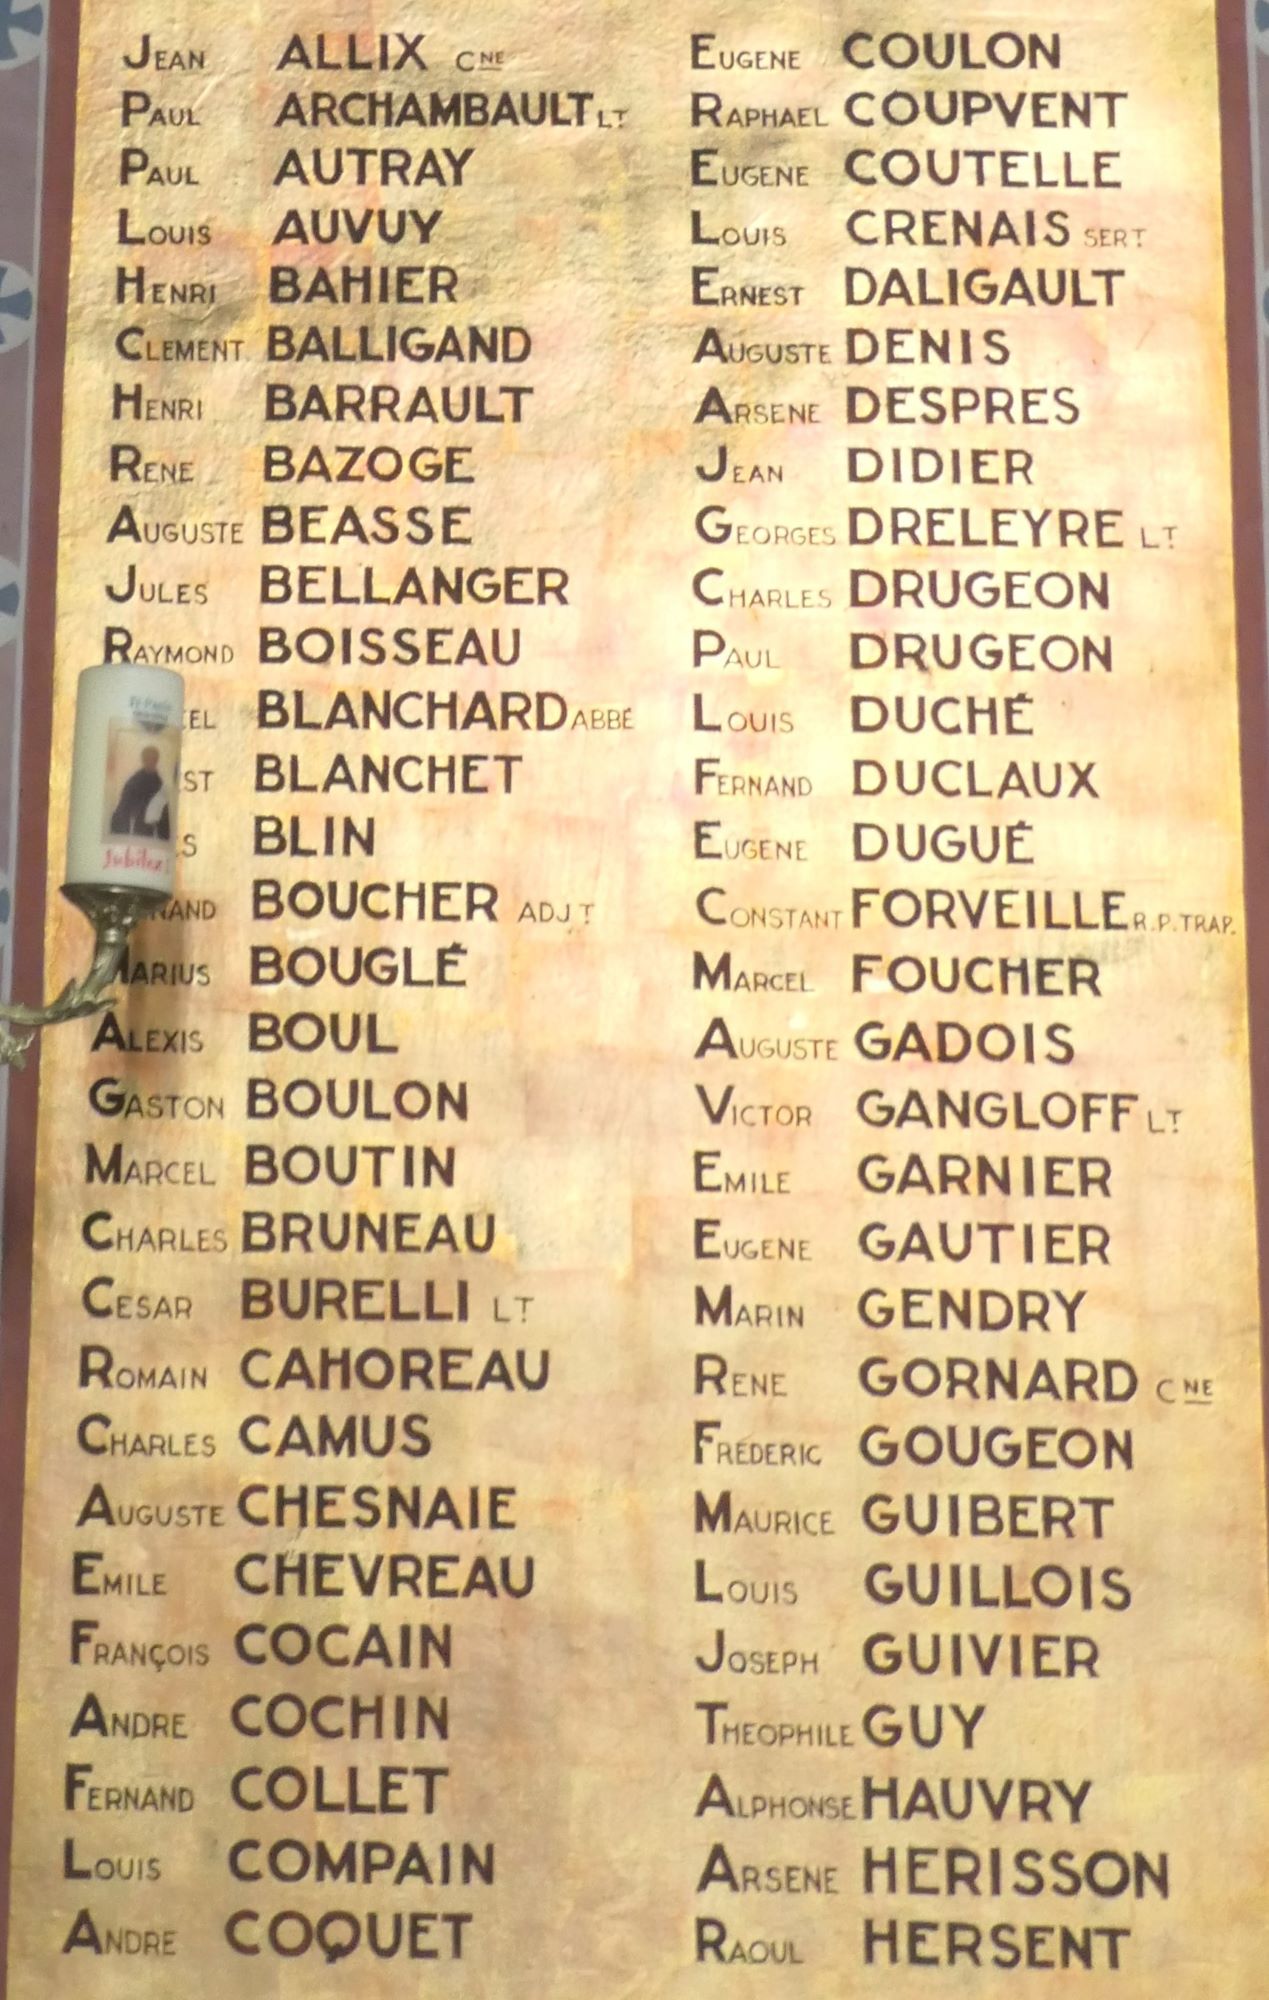 JEAN ALLIX CNE
PAUL ARCHAMBAULT LT
PAUL AUTRAY
LOUIS AUVUY
HENRI BAHIER
CLEMENT BALLIGAND
HENRI BARRAULT
RENE BAZOGE
AUGUSTE BEASSE
JULES BELLANGER
RAYMOND BOISSEAU
BLANCHARD ABBÉ
BLANCHET
BLIN
BOUCHER ADJT
MARIUS BOUGLÉ
ALEXIS BOUL
GASTON BOULON
MARCEL BOUTIN
CHARLES BRUNEAU
CESAR BURELLI LT
ROMAIN CAHOREAU
CHARLES CAMUS
AUGUSTE CHESNAIE
EMILE CHEVREAU
FRANÇOIS COCAIN
ANDRE COCHIN
FERNAND COLLET
LOUIS COMPAIN
ANDRE COQUET
EUGENE COULON
RAPHAEL COUPVENT
EUGENE COUTELLE
LOUIS CRENAIS SERT
ERNEST DALIGAULT
AUGUSTE DENIS
ARSENE DESPRES
JEAN DIDIER
GEORGES DRELEYRE LT
CHARLES DRUGEON
PAUL DRUGEON
LOUIS DUCHÉ
FERNAND DUCLAUX
EUGENE DUGUÉ
CONSTANT FORVEILLE R.P.TRAP.
MARCEL FOUCHER
AUGUSTE GADOIS
VICTOR GANGLOFF LT
EMILE GARNIER
EUGENE GAUTIER
MARIN GENDRY
RENE GORNARD CNE
FRÉDERIC GOUGEON
MAURICE GUIBERT
LOUIS GUILLOIS
JOSEPH GUIVIER
THEOPHILE GUY
ALPHONSE HAUVRY
ARSENE HERISSON
RAOUL HERSENT
Jubilez!